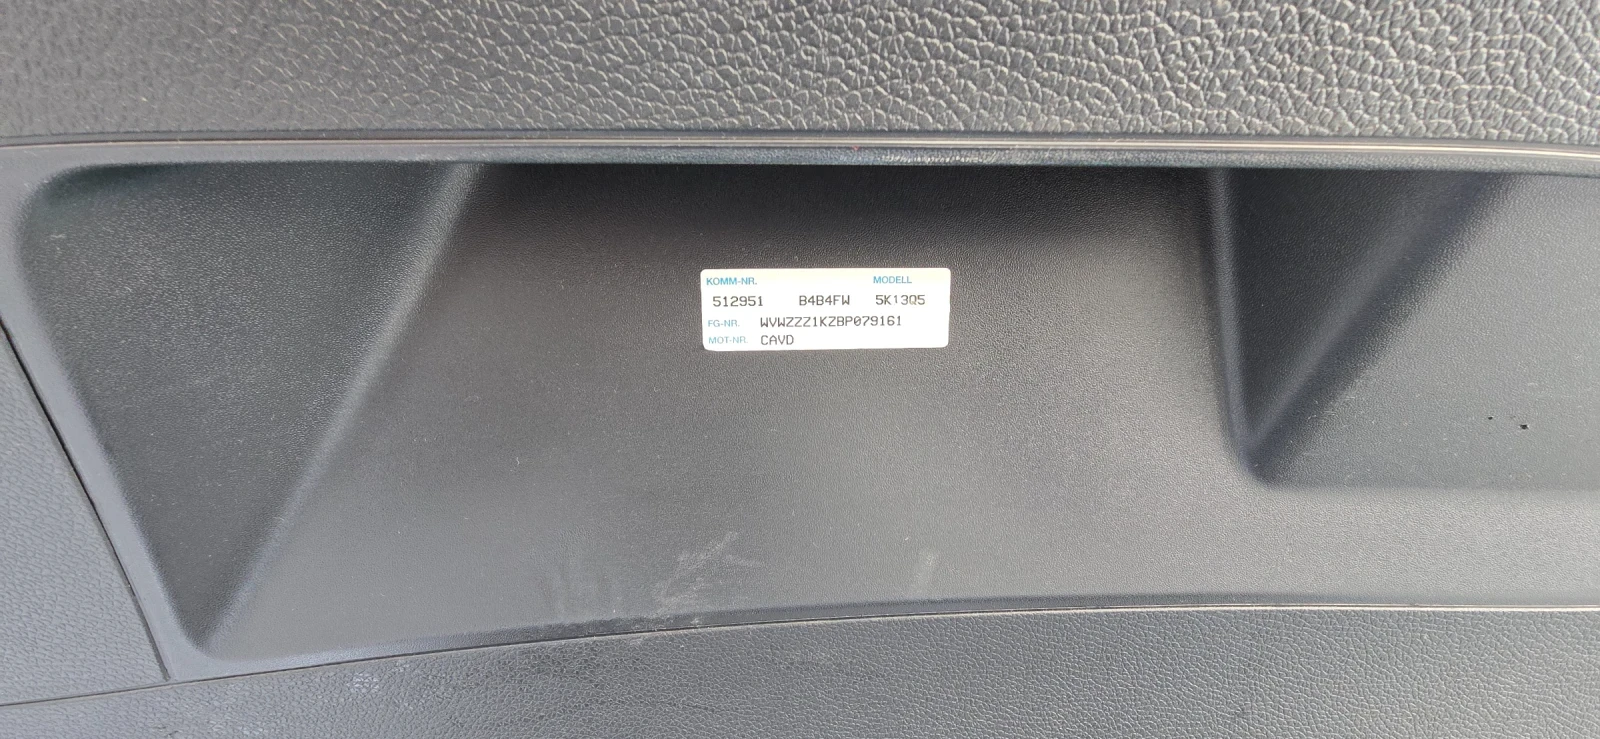 KOMM-NR. MODELL
512951 B4B4FW 5K13Q5
FG-NR. WVWZZZ1KZBP079161
MOT-NR. CAVD